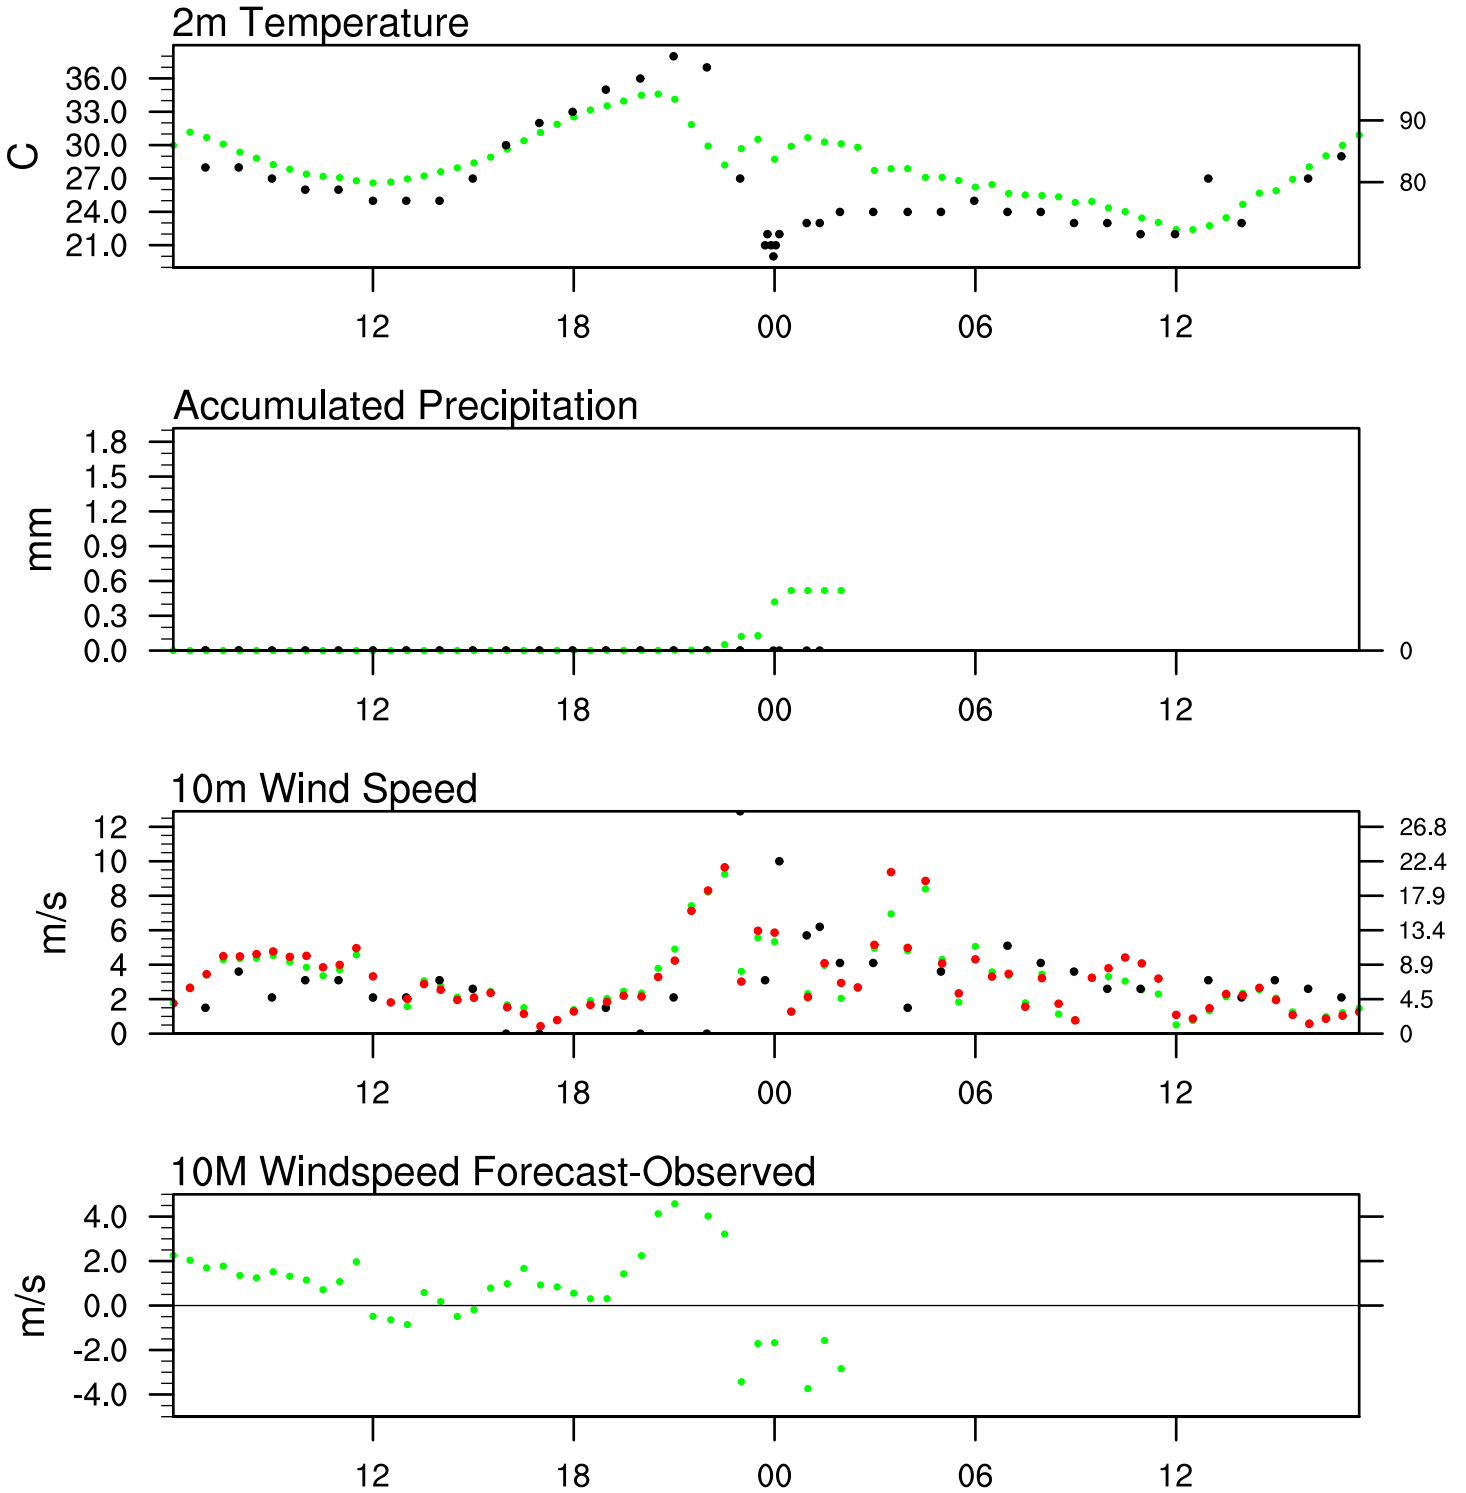 2m Temperature
36.0
33.0
30.0
27.0
24.0
21.0
C
90
80
12 18 00 06 12
Accumulated Precipitation
1.8
1.5
1.2
0.9
0.6
0.3
0.0
mm
0
12 18 00 06 12
10m Wind Speed
12
10
8
6
4
2
0
m/s
26.8
22.4
17.9
13.4
8.9
4.5
0
12 18 00 06 12
10M Windspeed Forecast-Observed
4.0
2.0
0.0
-2.0
-4.0
m/s
12 18 00 06 12